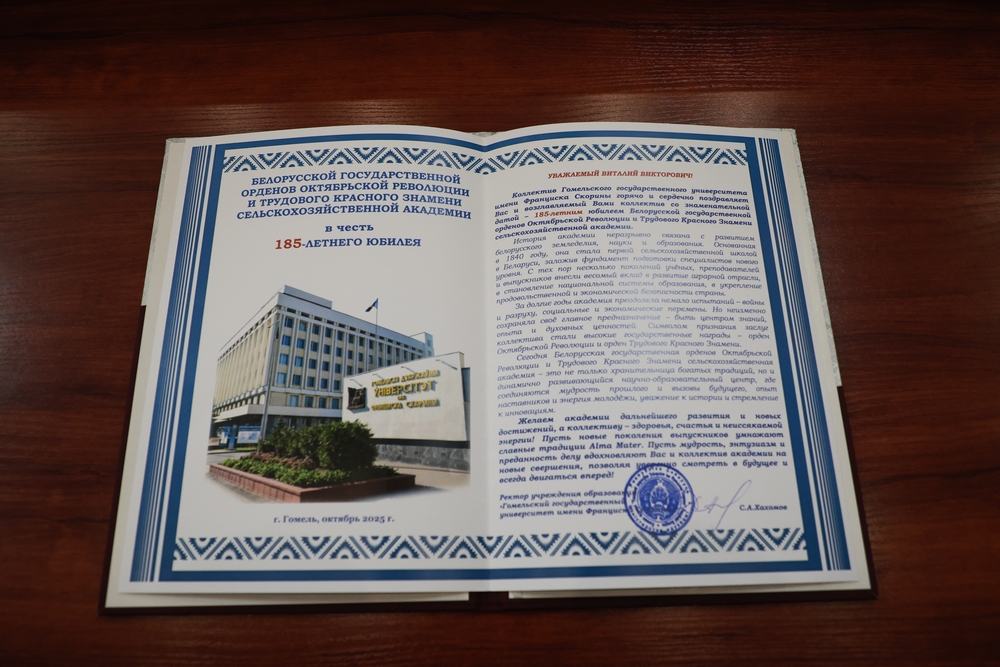 БЕЛОРУССКОЙ ГОСУДАРСТВЕННОЙ
ОРДЕНОВ ОКТЯБРЬСКОЙ РЕВОЛЮЦИИ
И ТРУДОВОГО КРАСНОГО ЗНАМЕНИ
СЕЛЬСКОХОЗЯЙСТВЕННОЙ АКАДЕМИИ
в честь
185-ЛЕТНЕГО ЮБИЛЕЯ
ГОМЕЛЬСКІ ДЗЯРЖАЎНЫ
УНІВЕРСІТЭТ
імя
ФРАНЦЫСКА СКАРЫНЫ
г. Гомель, октябрь 2025 г.
УВАЖАЕМЫЙ ВИТАЛИЙ ВИКТОРОВИЧ!
Коллектив Гомельского государственного университета
имени Франциска Скорины горячо и сердечно поздравляет
Вас и возглавляемый Вами коллектив со знаменательной
датой – 185-летним юбилеем Белорусской государственной
орденов Октябрьской Революции и Трудового Красного Знамени
сельскохозяйственной академии.
История академии неразрывно связана с развитием
белорусского земледелия, науки и образования. Основанная
в 1840 году, она стала первой сельскохозяйственной школой
в Беларуси, заложив фундамент подготовки специалистов нового
уровня. С тех пор несколько поколений учёных, преподавателей
и выпускников внесли весомый вклад в развитие аграрной отрасли,
в становление национальной системы образования, в укрепление
продовольственной и экономической безопасности страны.
За долгие годы академия преодолела немало испытаний – войны
и разруху, социальные и экономические перемены. Но неизменно
сохраняла своё главное предназначение – быть центром знаний,
опыта и духовных ценностей. Символом признания заслуг
коллектива стали высокие государственные награды – орден
Октябрьской Революции и орден Трудового Красного Знамени.
Сегодня Белорусская государственная орденов Октябрьской
Революции и Трудового Красного Знамени сельскохозяйственная
академия – это не только хранительница богатых традиций, но и
динамично развивающийся научно-образовательный центр, где
соединяются мудрость прошлого и вызовы будущего, опыт
наставников и энергия молодёжи, уважение к истории и стремление
к инновациям.
Желаем академии дальнейшего развития и новых
достижений, а коллективу – здоровья, счастья и неиссякаемой
энергии! Пусть новые поколения выпускников умножают
славные традиции Alma Mater. Пусть мудрость, энтузиазм и
преданность делу вдохновляют Вас и коллектив академии на
новые свершения, позволяя уверенно смотреть в будущее и
всегда двигаться вперед!
Ректор учреждения образован
«Гомельский государственный
университет имени Францис
С.А.Хахомов